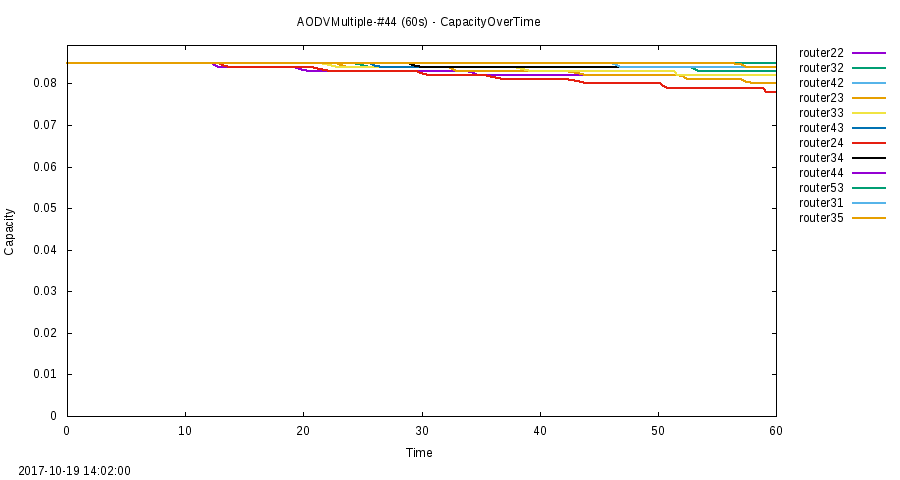 AODVMultiple-#44 (60s) - CapacityOverTime
router22
router32
router42
router23
router33
router43
router24
router34
router44
router53
router31
router35
0.08
0.07
0.06
0.05
0.04
0.03
0.02
0.01
0
Capacity
0 10 20 30 40 50 60
Time
2017-10-19 14:02:00